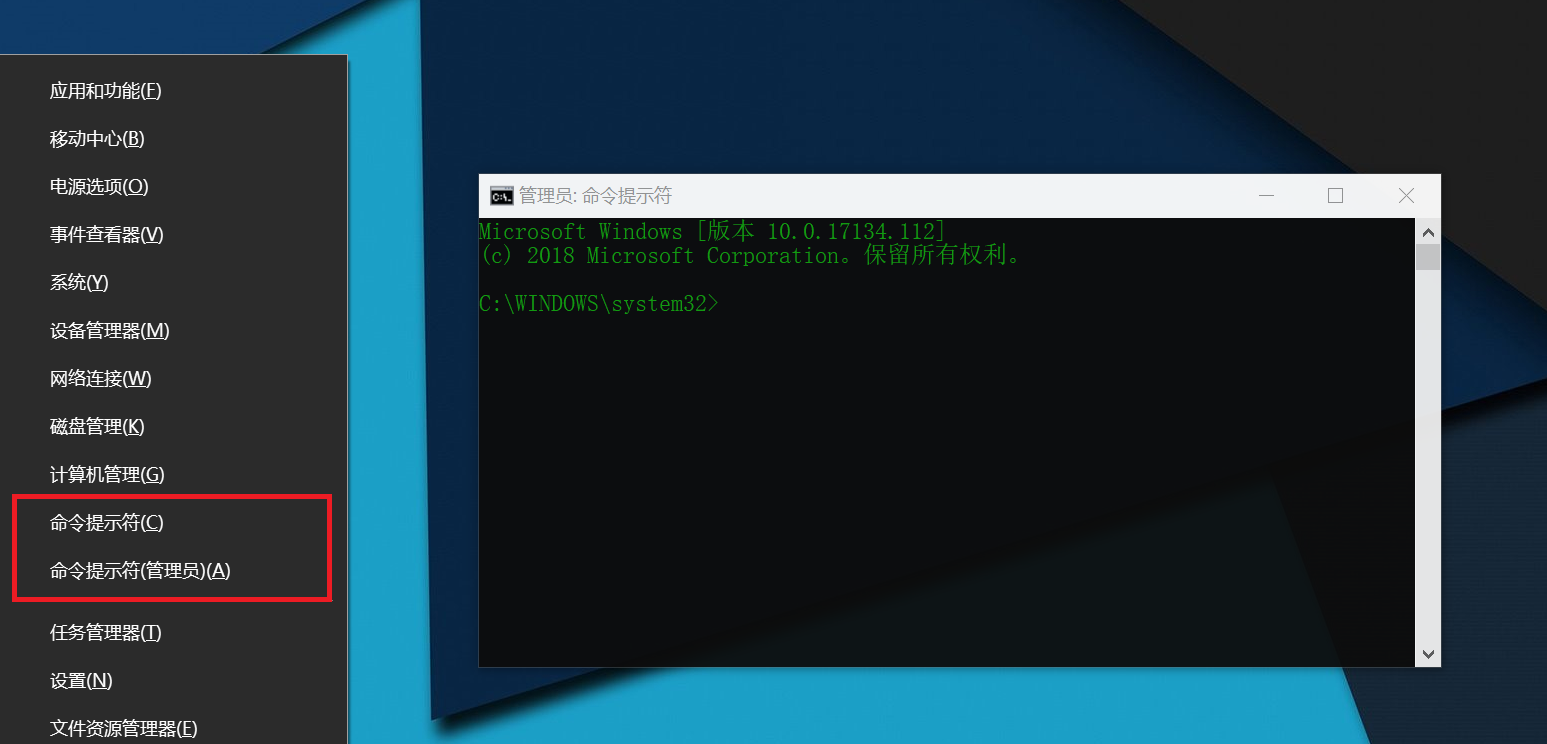 应用和功能(F)
移动中心(B)
电源选项(O)
事件查看器(V)
系统(Y)
设备管理器(M)
网络连接(W)
磁盘管理(K)
计算机管理(G)
命令提示符(C)
命令提示符(管理员)(A)
任务管理器(T)
设置(N)
文件资源管理器(E)
C:\.
管理员: 命令提示符
Microsoft Windows [版本 10.0.17134.112]
(c) 2018 Microsoft Corporation。保留所有权利。
C:\WINDOWS\system32>